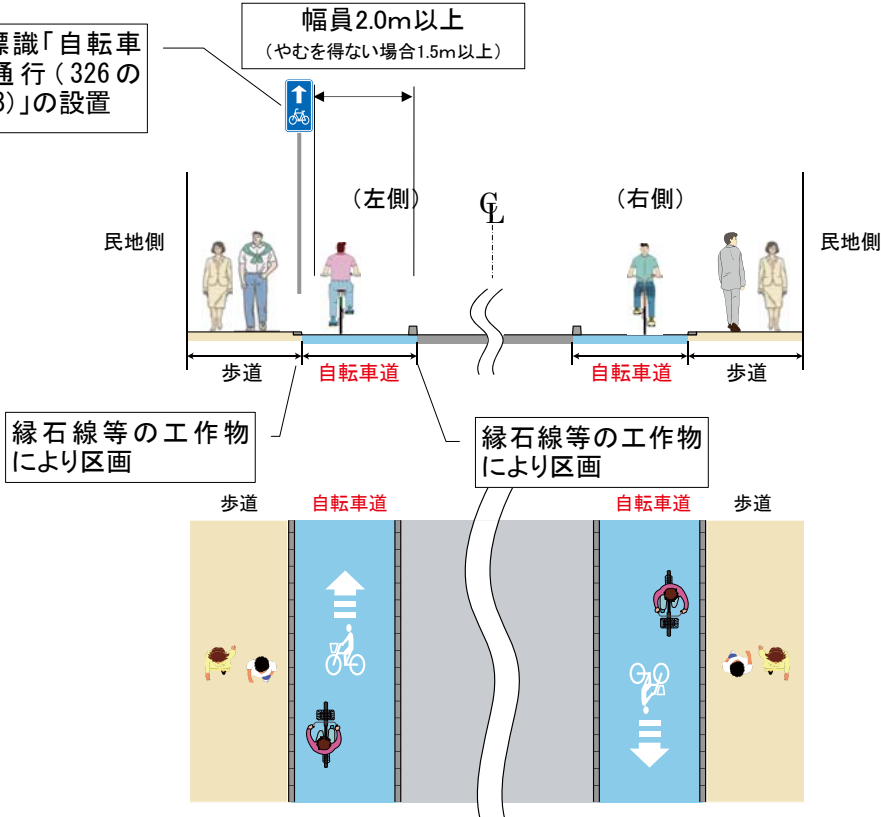 幅員2.0m以上
（やむを得ない場合1.5m以上）
標識「自転車
通行(326の
3)」の設置
（左側）
℄
（右側）
民地側
民地側
歩道
自転車道
自転車道
歩道
縁石線等の工作物
により区画
縁石線等の工作物
により区画
歩道
自転車道
自転車道
歩道